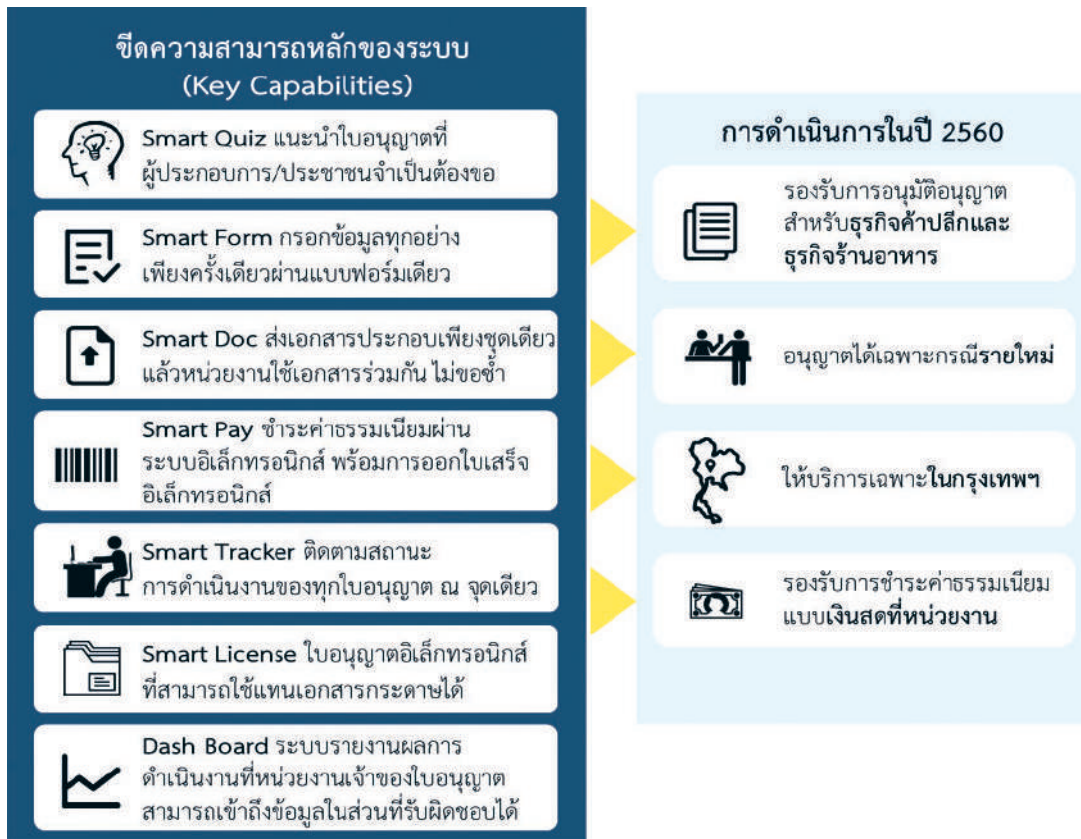 ขีดความสามารถหลักของระบบ
(Key Capabilities)
Smart Quiz แนะนำใบอนุญาตที่
ผู้ประกอบการ/ประชาชนจำเป็นต้องขอ
Smart Form กรอกข้อมูลทุกอย่าง
เพียงครั้งเดียวผ่านแบบฟอร์มเดียว
Smart Doc ส่งเอกสารประกอบเพียงชุดเดียว
แล้วหน่วยงานใช้เอกสารร่วมกัน ไม่ขอซ้ำ
Smart Pay ชำระค่าธรรมเนียมผ่าน
ระบบอิเล็กทรอนิกส์ พร้อมการออกใบเสร็จ
อิเล็กทรอนิกส์
Smart Tracker ติดตามสถานะ
การดำเนินงานของทุกใบอนุญาต ณ จุดเดียว
Smart License ใบอนุญาตอิเล็กทรอนิกส์
ที่สามารถใช้แทนเอกสารกระดาษได้
Dash Board ระบบรายงานผลการ
ดำเนินงานที่หน่วยงานเจ้าของใบอนุญาต
สามารถเข้าถึงข้อมูลในส่วนที่รับผิดชอบได้
การดำเนินการในปี 2560
รองรับการอนุมัติอนุญาต
สำหรับธุรกิจค้าปลีกและ
ธุรกิจร้านอาหาร
อนุญาตได้เฉพาะกรณีรายใหม่
ให้บริการเฉพาะในกรุงเทพฯ
รองรับการชำระค่าธรรมเนียม
แบบเงินสดที่หน่วยงาน